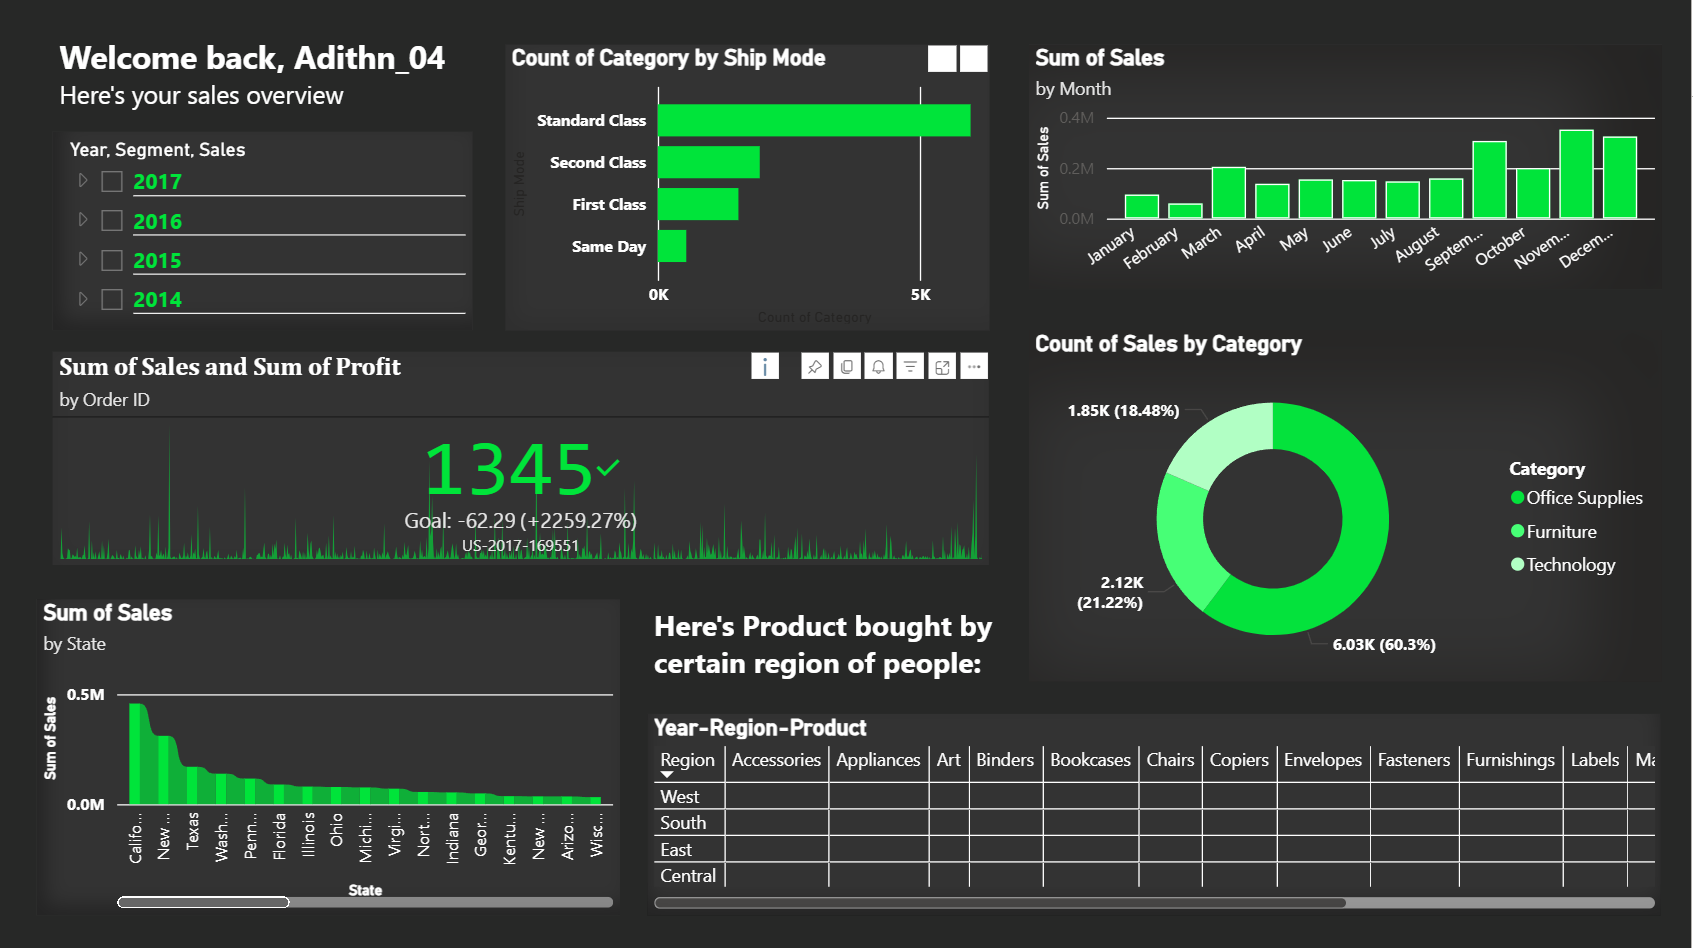 Welcome back, Adithn_04
Here's your sales overview
Year, Segment, Sales
2017
2016
2015
2014
Count of Category by Ship Mode
Ship Mode
Standard Class
Second Class
First Class
Same Day
0K
5K
Count of Category
Sum of Sales
by Month
Sum of Sales
0.4M
0.2M
0.0M
January
February
March
April
May
June
July
August
Septem...
October
Novem...
Decem...
Sum of Sales and Sum of Profit
by Order ID
1345
Goal: -62.29 (+2259.27%)
US-2017-169551
Count of Sales by Category
1.85K (18.48%)
2.12K
(21.22%)
6.03K (60.3%)
Category
Office Supplies
Furniture
Technology
Sum of Sales
by State
Sum of Sales
0.5M
0.0M
Califo...
New ...
Texas
Wash...
Penn...
Florida
Illinois
Ohio
Michi...
Virgi...
Nort...
Indiana
Geor...
Kentu...
New ...
Arizo...
Wisc...
State
Here's Product bought by
certain region of people:
Year-Region-Product
Region Accessories Appliances Art Binders Bookcases Chairs Copiers Envelopes Fasteners Furnishings Labels Ma
West
South
East
Central